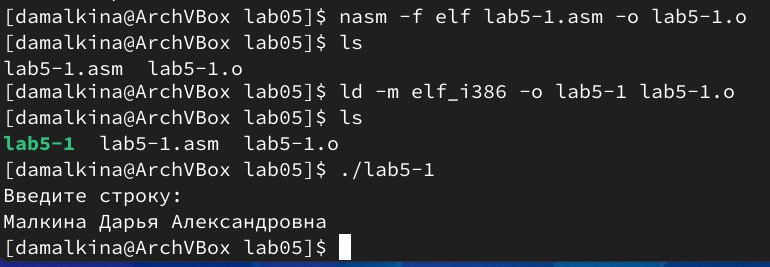 [damalkina@ArchVBox lab05]$ nasm -f elf lab5-1.asm -o lab5-1.o
[damalkina@ArchVBox lab05]$ ls
lab5-1.asm  lab5-1.o
[damalkina@ArchVBox lab05]$ ld -m elf_i386 -o lab5-1 lab5-1.o
[damalkina@ArchVBox lab05]$ ls
lab5-1  lab5-1.asm  lab5-1.o
[damalkina@ArchVBox lab05]$ ./lab5-1
Введите строку:
Малкина Дарья Александровна
[damalkina@ArchVBox lab05]$